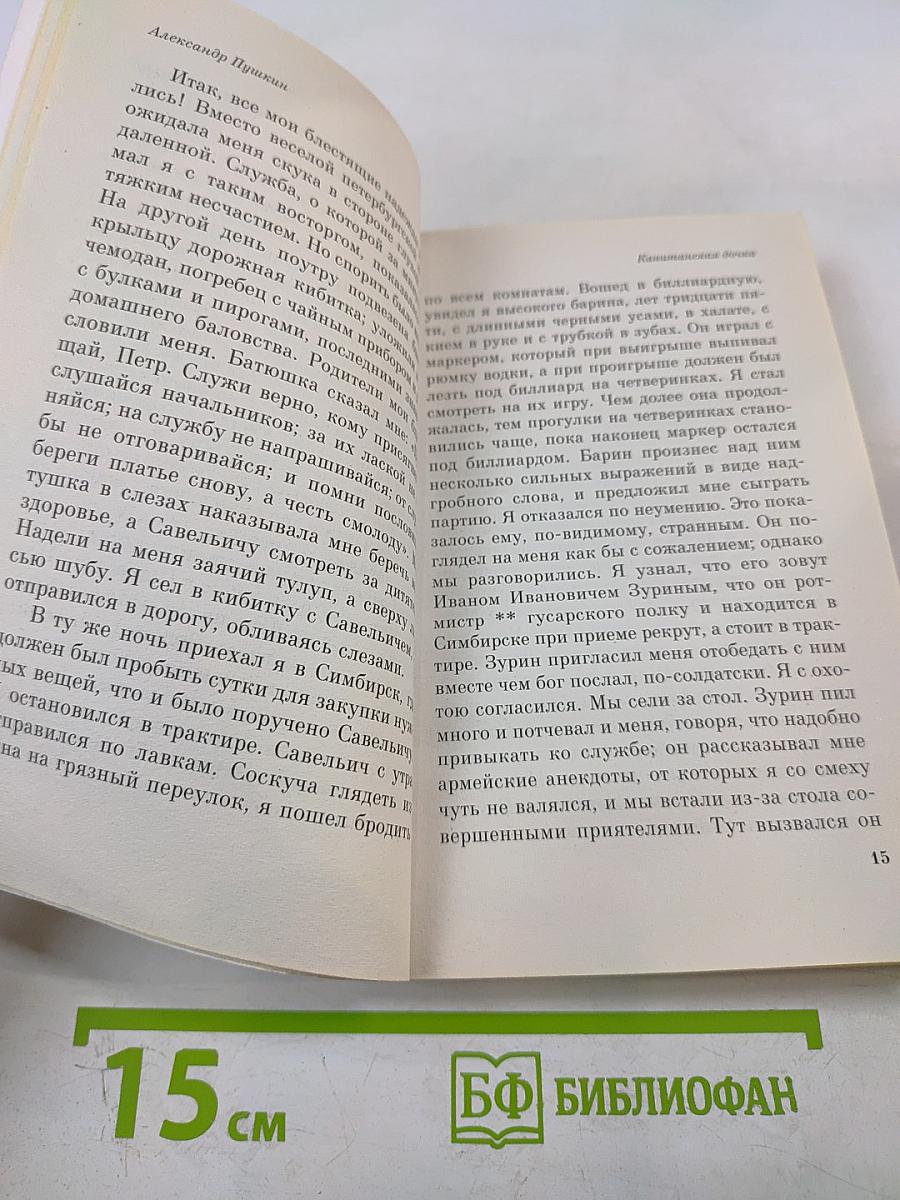 Александр Пушкин
Итак, все мои блестящие
лись! Вместо веселой петербургской
ожидала меня скука в стороне
даленной. Служба, о которой за
мал я с таким восторгом,
тяжким несчастием. Но спорить было
На другой день поутру подвезена
крыльцу дорожная кибитка; уложили
чемодан, погребец с чайным прибором
с булками и пирогами, последними
домашнего баловства. Родители мои
словили меня. Батюшка сказал мне:
щай, Петр. Служи верно, кому
слушайся начальников; за их лаской не
няйся; на службу не напрашивайся; от
бы не отговаривайся; и помни
береги платье снову, а честь смолоду».
тушка в слезах наказывала мне беречь
здоровье, а Савельичу смотреть за
Надели на меня заячий тулуп, а сверху
сью шубу. Я сел в кибитку с Савельичем,
отправился в дорогу, обливаясь слезами.
В ту же ночь приехал я в Симбирск,
должен был пробыть сутки для закупки
ных вещей, что и было поручено Савельичу.
остановился в трактире. Савельич с утра
правился по лавкам. Соскуча глядеть из
на на грязный переулок, я пошел бродить
Капитанская дочка
по всем комнатам. Вошед в биллиардную,
увидел я высокого барина, лет тридцати пя-
ти, с длинными черными усами, в халате, с
кием в руке и с трубкой в зубах. Он играл с
маркером, который при выигрыше выпивал
рюмку водки, а при проигрыше должен был
лезть под биллиард на четверинках. Я стал
смотреть на их игру. Чем долее она продол-
жалась, тем прогулки на четверинках стано-
вились чаще, пока наконец маркер остался
под биллиардом. Барин произнес над ним
несколько сильных выражений в виде над-
гробного слова, и предложил мне сыграть
партию. Я отказался по неумению. Это пока-
залось ему, по-видимому, странным. Он по-
глядел на меня как бы с сожалением; однако
мы разговорились. Я узнал, что его зовут
Иваном Ивановичем Зуриным, что он рот-
мистр ** гусарского полку и находится в
Симбирске при приеме рекрут, а стоит в трак-
тире. Зурин пригласил меня отобедать с ним
вместе чем бог послал, по-солдатски. Я с охо-
тою согласился. Мы сели за стол. Зурин пил
много и потчевал и меня, говоря, что надобно
привыкать ко службе; он рассказывал мне
армейские анекдоты, от которых я со смеху
чуть не валялся, и мы встали из-за стола со-
вершенными приятелями. Тут вызвался он
15
15 см
БФ БИБЛИОФАН